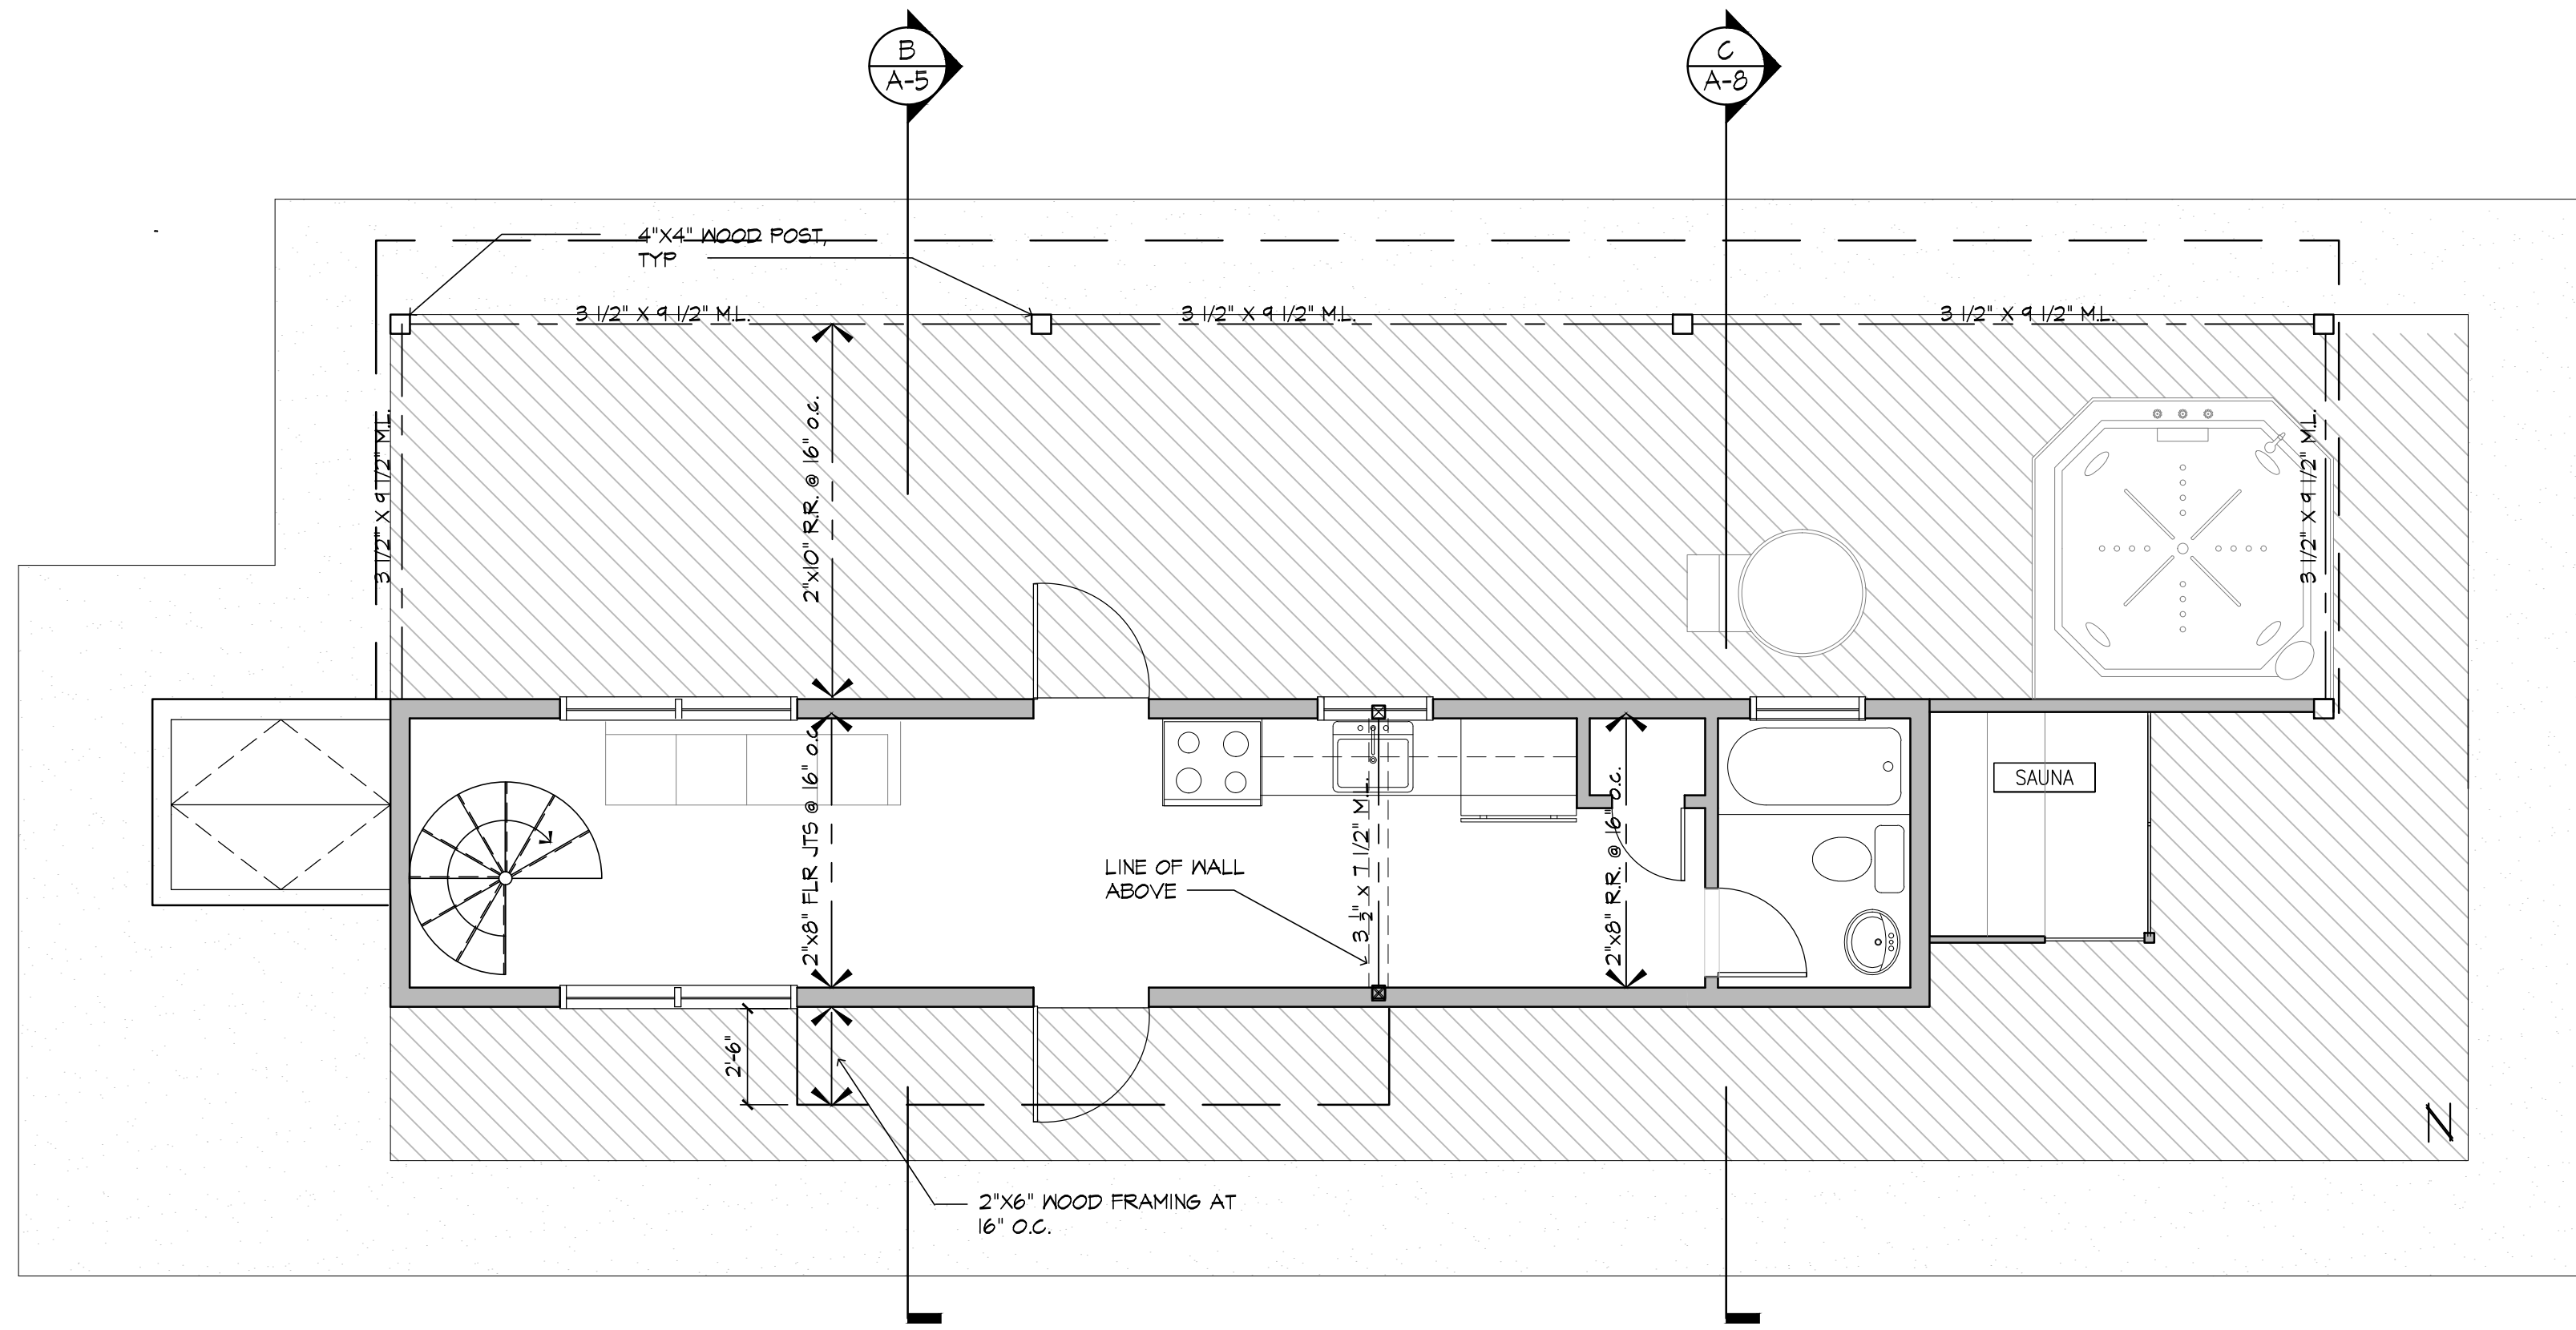 B
A-5
C
A-8
4"X4" WOOD POST,
TYP
3 1/2" X 9 1/2" M.L.
3 1/2" X 9 1/2" M.L.
3 1/2" X 9 1/2" M.L.
3 1/2" X 9 1/2" M.L.
2"x10" R.R. @ 16" o.c.
3 1/2" X 9 1/2" M.L.
2"x8" FLR JTS @ 16" o.c.
3 1/2" x 7 1/2" M.L.
2"x8" R.R. @ 16" o.c.
SAUNA
LINE OF WALL
ABOVE
2'-6"
N
2"X6" WOOD FRAMING AT
16" O.C.